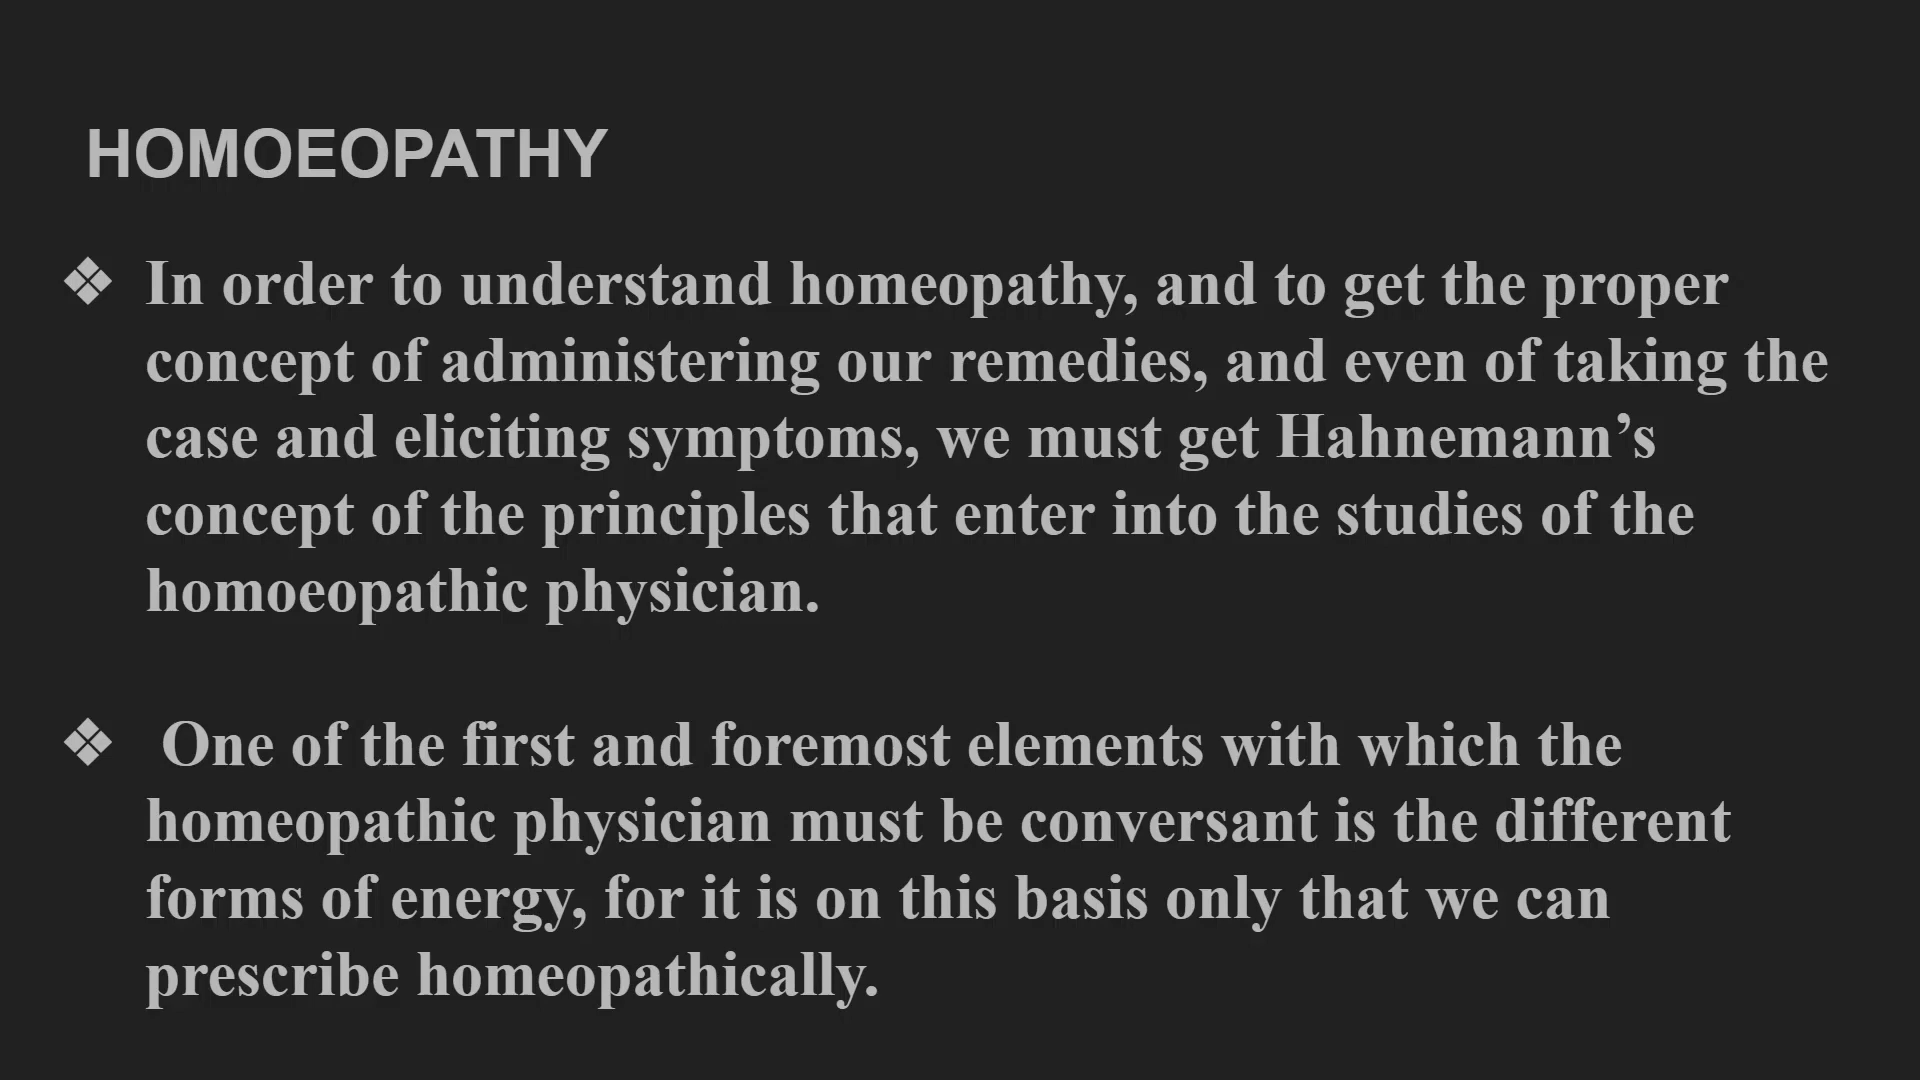 HOMOEOPATHY
❖ In order to understand homeopathy, and to get the proper
concept of administering our remedies, and even of taking the
case and eliciting symptoms, we must get Hahnemann’s
concept of the principles that enter into the studies of the
homoeopathic physician.
❖ One of the first and foremost elements with which the
homeopathic physician must be conversant is the different
forms of energy, for it is on this basis only that we can
prescribe homeopathically.